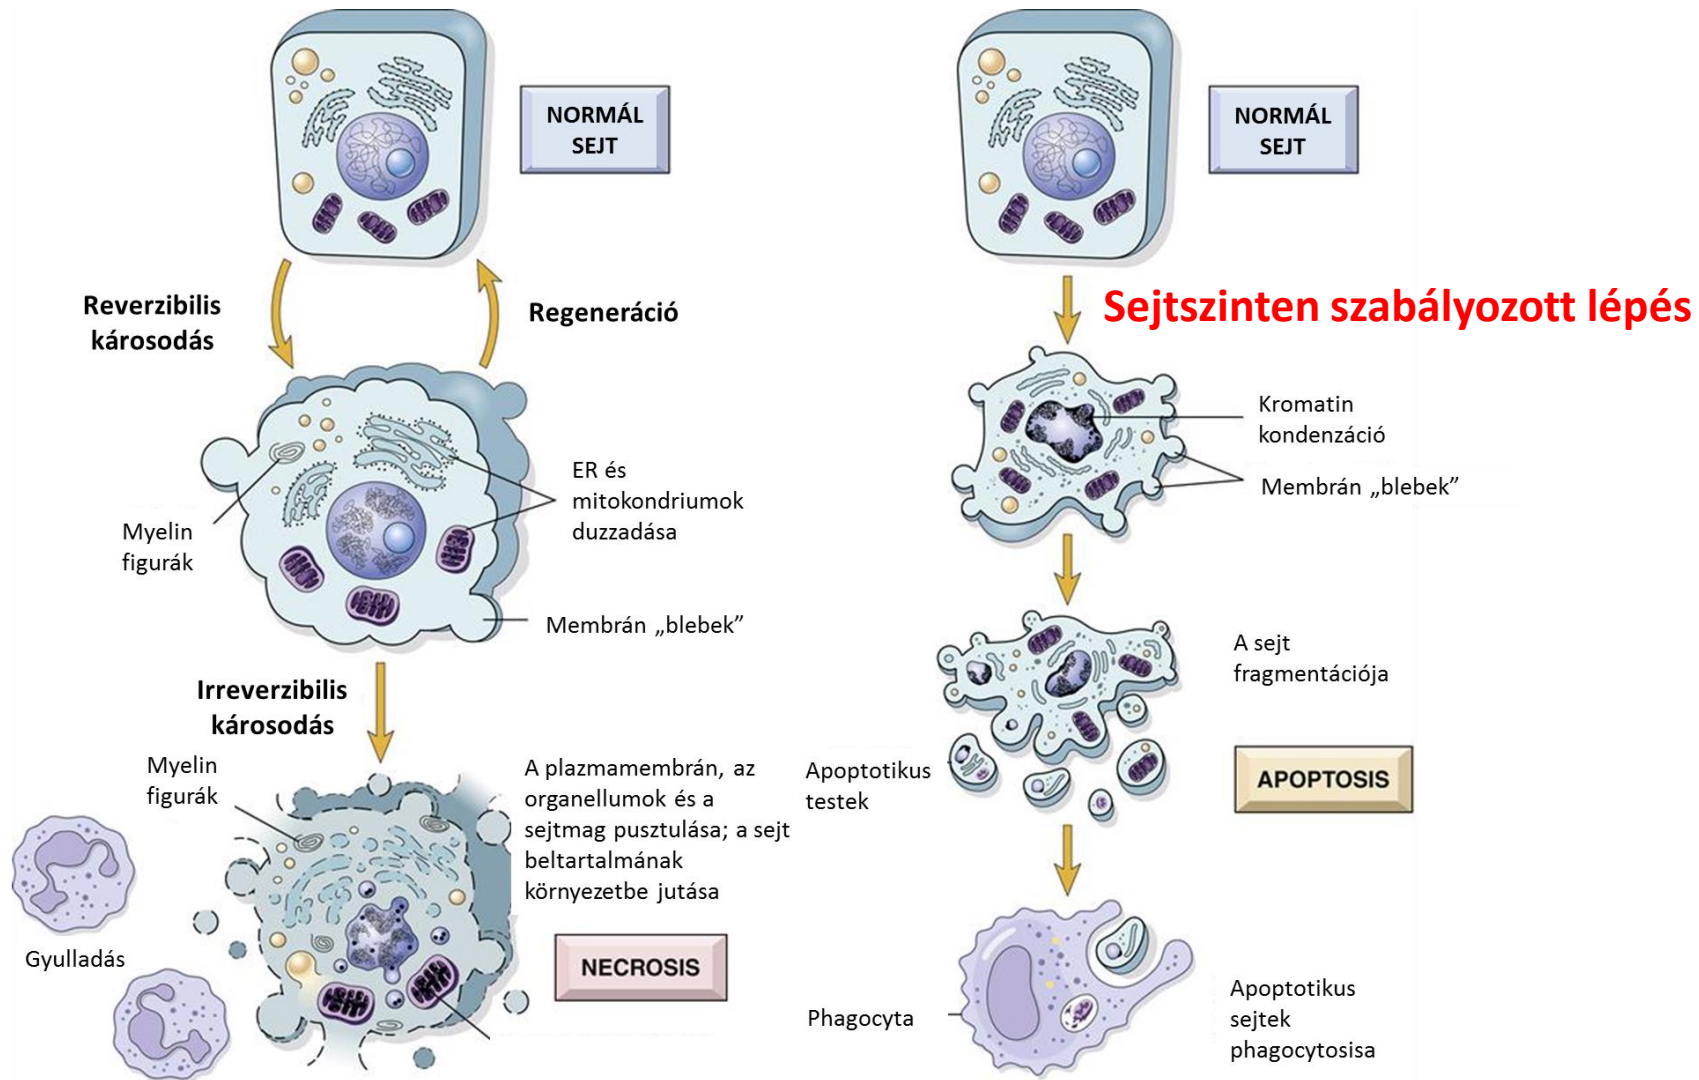 NORMÁL
SEJT
Reverzibilis
károsodás
Regeneráció
Myelin
figurák
ER és
mitokondriumok
duzzadása
Membrán „blebek”
Irreverzibilis
károsodás
Myelin
figurák
A plazmamembrán, az
organellumok és a
sejtmag pusztulása; a sejt
beltartalmának
környezetbe jutása
Gyulladás
NECROSIS
NORMÁL
SEJT
Sejtszinten szabályozott lépés
Kromatin
kondenzáció
Membrán „blebek”
A sejt
fragmentációja
Apoptotikus
testek
APOPTOSIS
Phagocyta
Apoptotikus
sejtek
phagocytosisa